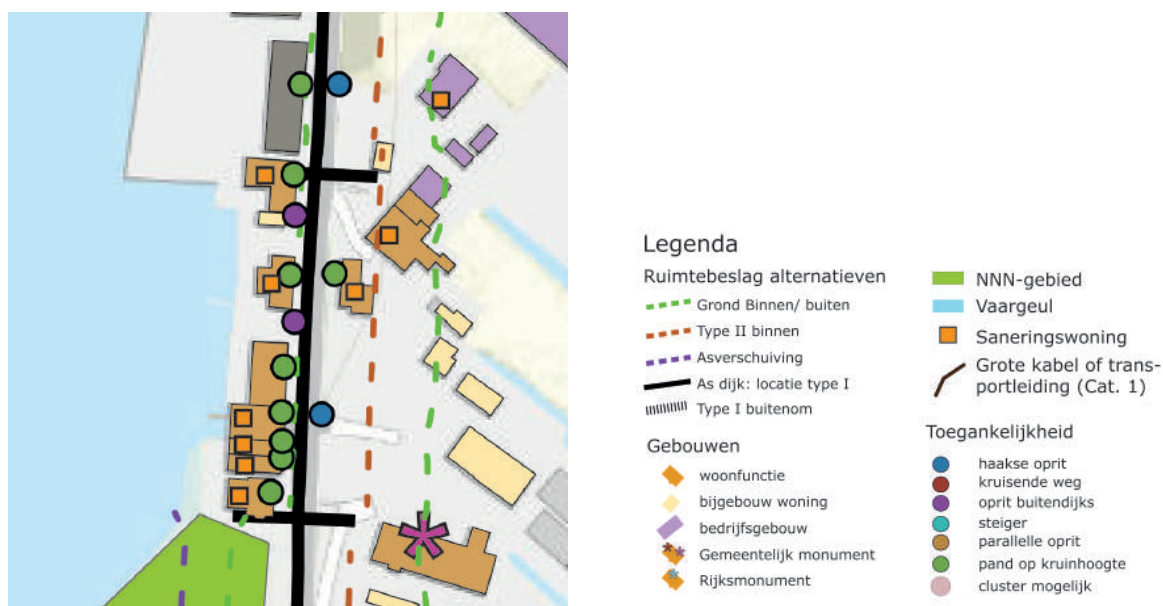 Legenda
Ruimtebeslag alternatieven
Grond Binnen/ buiten
Type II binnen
Asverschuiving
As dijk: locatie type I
Type I buitenom
Gebouwen
woonfunctie
bijgebouw woning
bedrijfsgebouw
Gemeentelijk monument
Rijksmonument
NNN-gebied
Vaargeul
Saneringswoning
Grote kabel of trans-
portleiding (Cat. 1)
Toegankelijkheid
haakse oprit
kruisende weg
oprit buitendijks
steiger
parallelle oprit
pand op kruinhoogte
cluster mogelijk